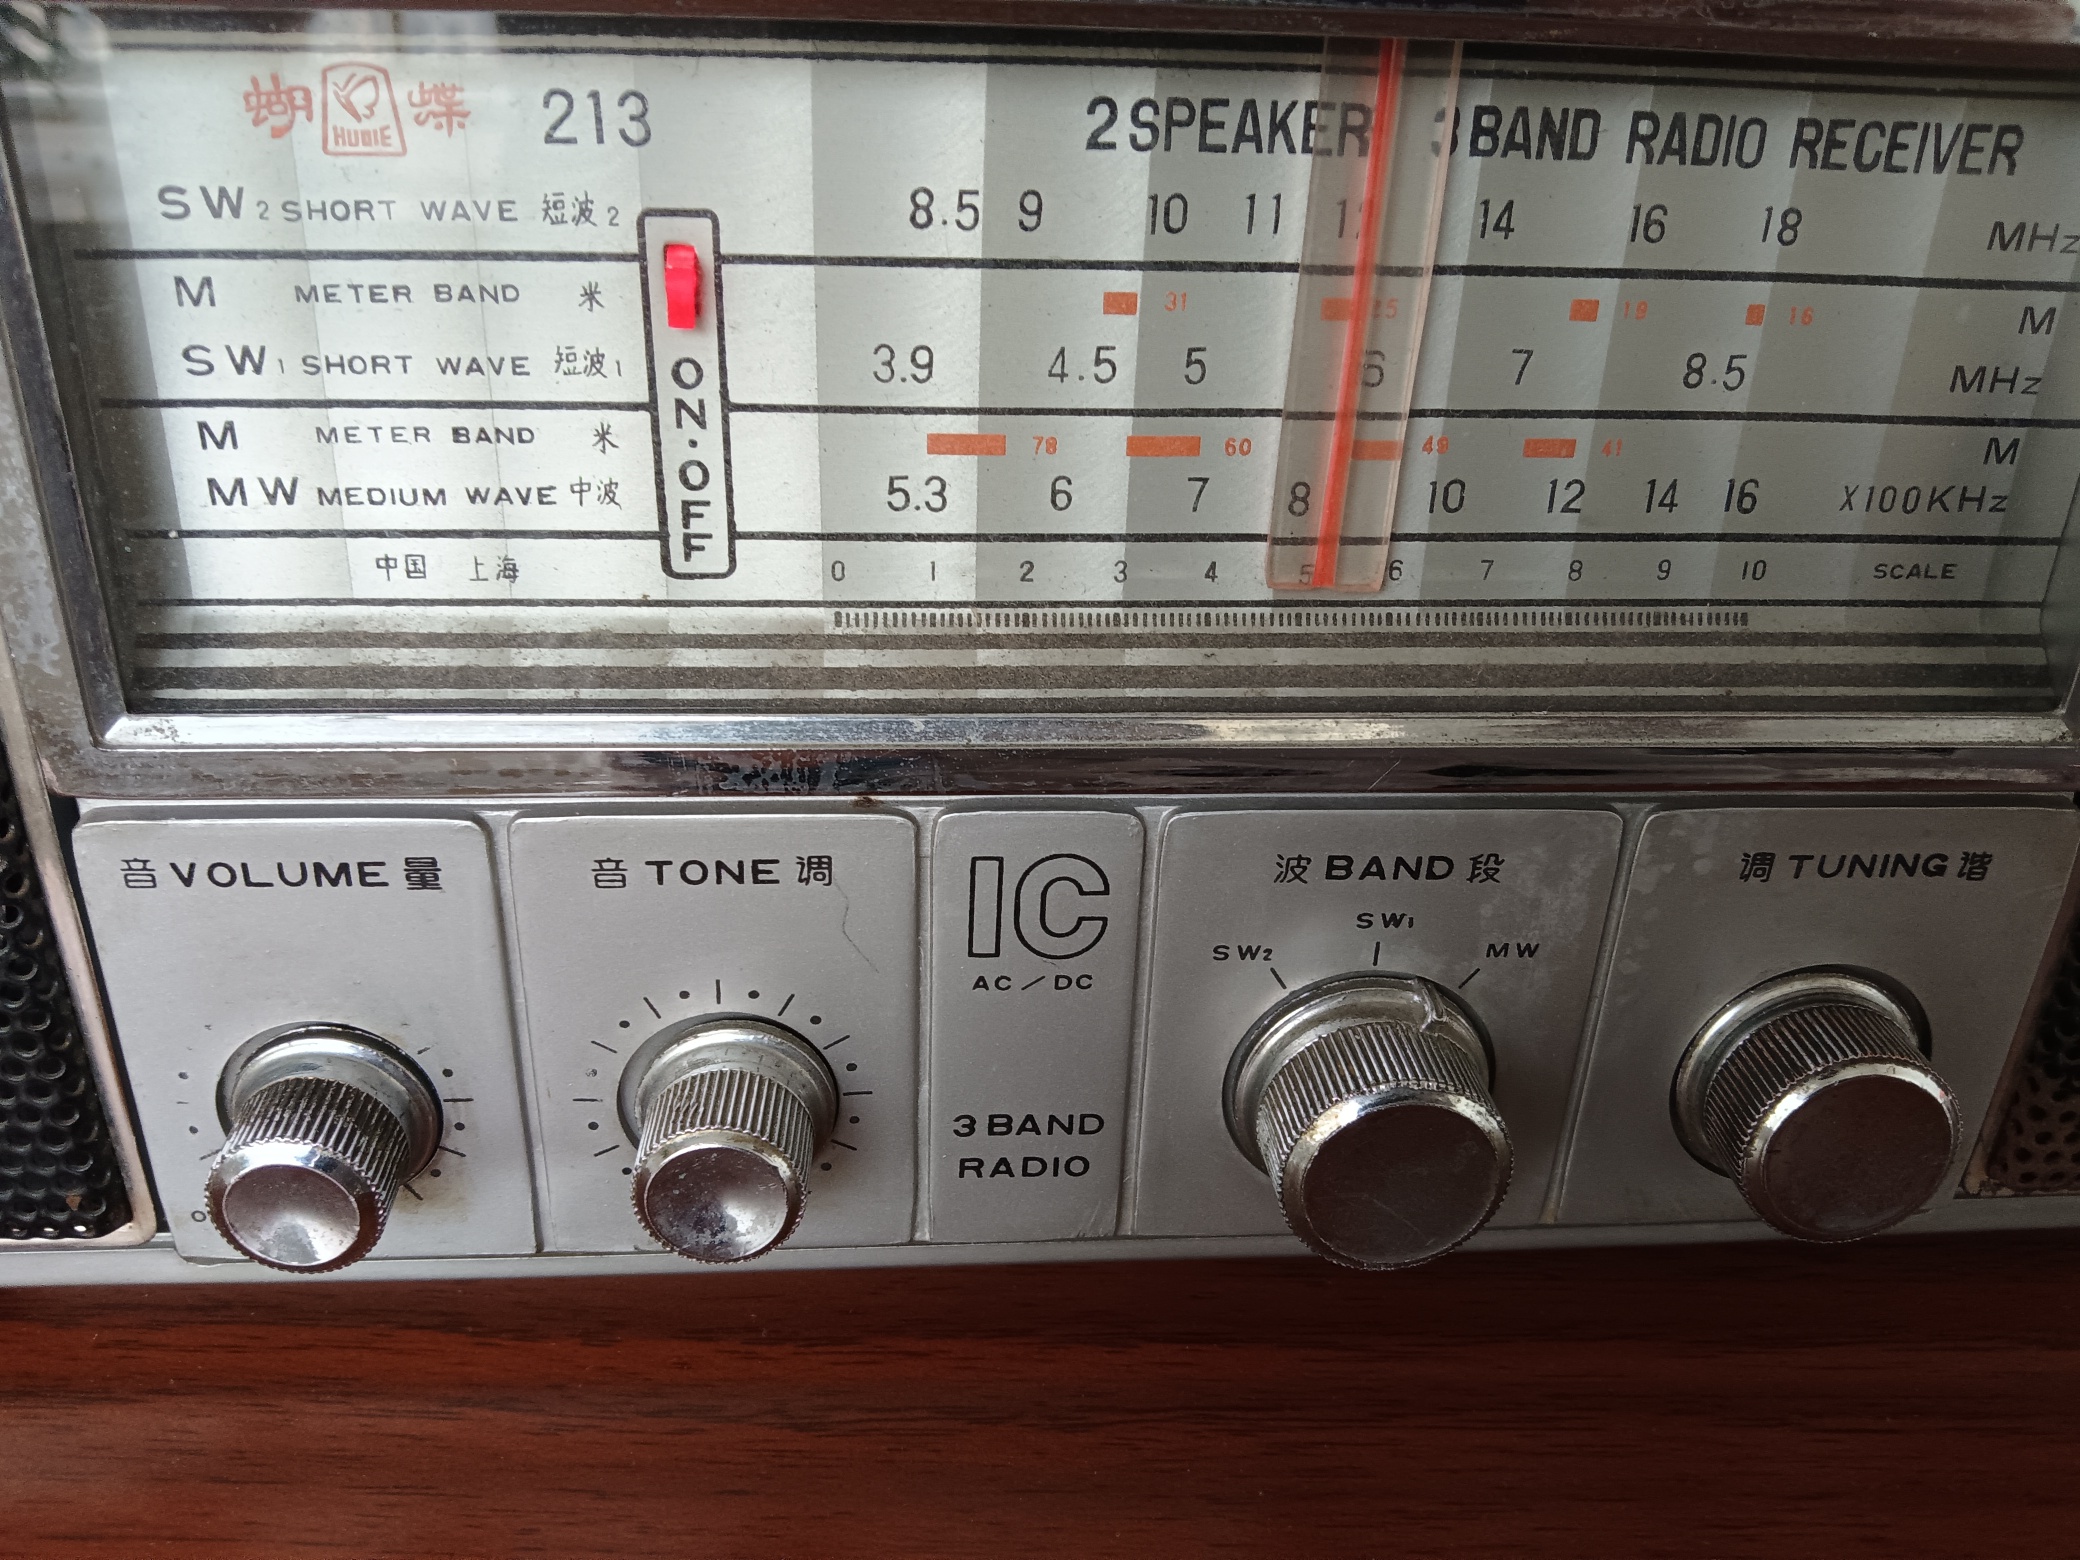 蝴 HUDIE 蝶 213 2 SPEAKER 3 BAND RADIO RECEIVER
SW2 SHORT WAVE 短波2 8.5 9 10 11 12 14 16 18 MHz
M METER BAND 米 31 25 19 16 M
SW1 SHORT WAVE 短波1 3.9 4.5 5 6 7 8.5 MHz
M METER BAND 米 78 60 49 41 M
MW MEDIUM WAVE 中波 5.3 6 7 8 10 12 14 16 X100KHz
中国 上海 0 1 2 3 4 5 6 7 8 9 10 SCALE
ON·OFF
音 VOLUME 量
0
音 TONE 调
IC
AC/DC
3 BAND
RADIO
波 BAND 段
SW2 SW1 MW
调 TUNING 谐